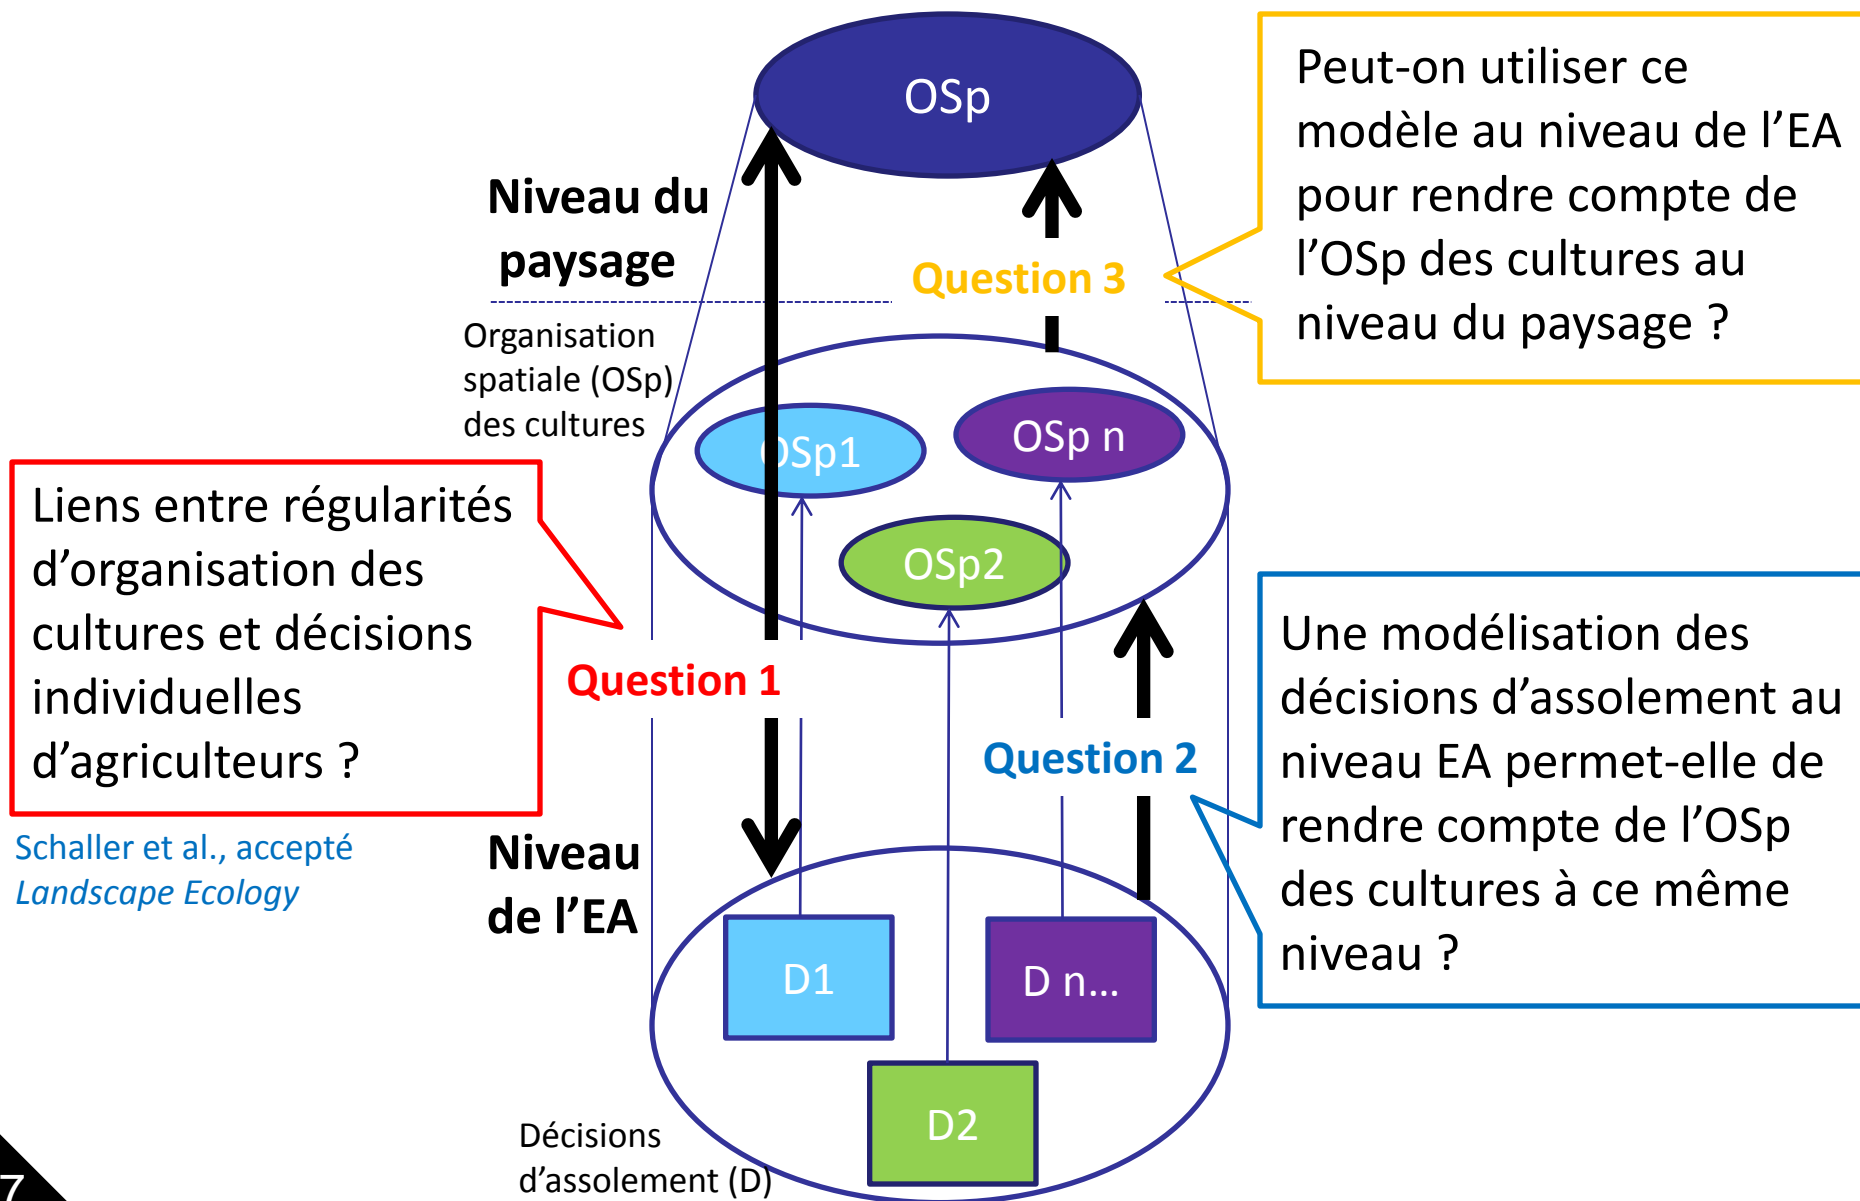 OSp
Peut-on utiliser ce
modèle au niveau de l’EA
pour rendre compte de
l’OSp des cultures au
niveau du paysage ?
Niveau du
paysage
Question 3
Organisation
spatiale (OSp)
des cultures
OSp1
OSp n
OSp2
Liens entre régularités
d’organisation des
cultures et décisions
individuelles
d’agriculteurs ?
Question 1
Question 2
Une modélisation des
décisions d’assolement au
niveau EA permet-elle de
rendre compte de l’OSp
des cultures à ce même
niveau ?
Schaller et al., accepté
Landscape Ecology
Niveau
de l’EA
D1
D n...
D2
Décisions
d’assolement (D)
7